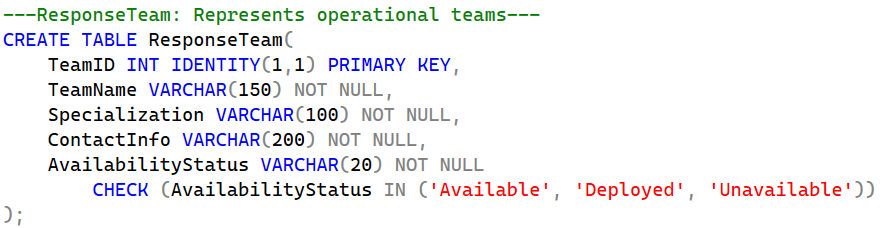 ---ResponseTeam: Represents operational teams---
CREATE TABLE ResponseTeam(
    TeamID INT IDENTITY(1,1) PRIMARY KEY,
    TeamName VARCHAR(150) NOT NULL,
    Specialization VARCHAR(100) NOT NULL,
    ContactInfo VARCHAR(200) NOT NULL,
    AvailabilityStatus VARCHAR(20) NOT NULL
        CHECK (AvailabilityStatus IN ('Available', 'Deployed', 'Unavailable'))
);